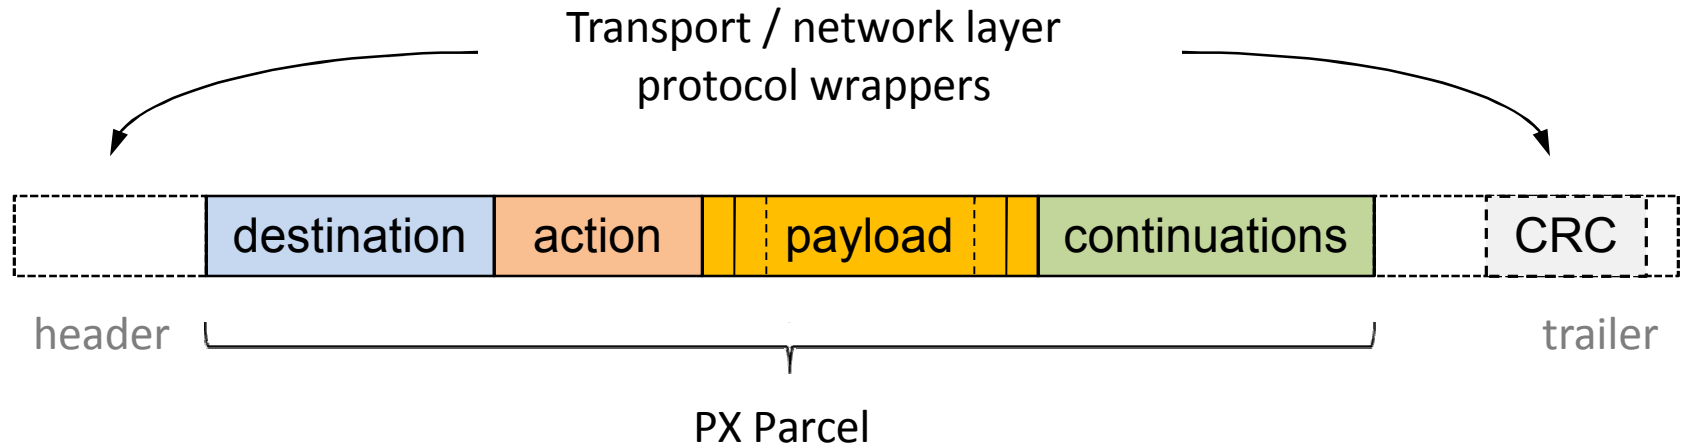 Transport / network layer
protocol wrappers
destination action payload continuations CRC
header trailer
PX Parcel